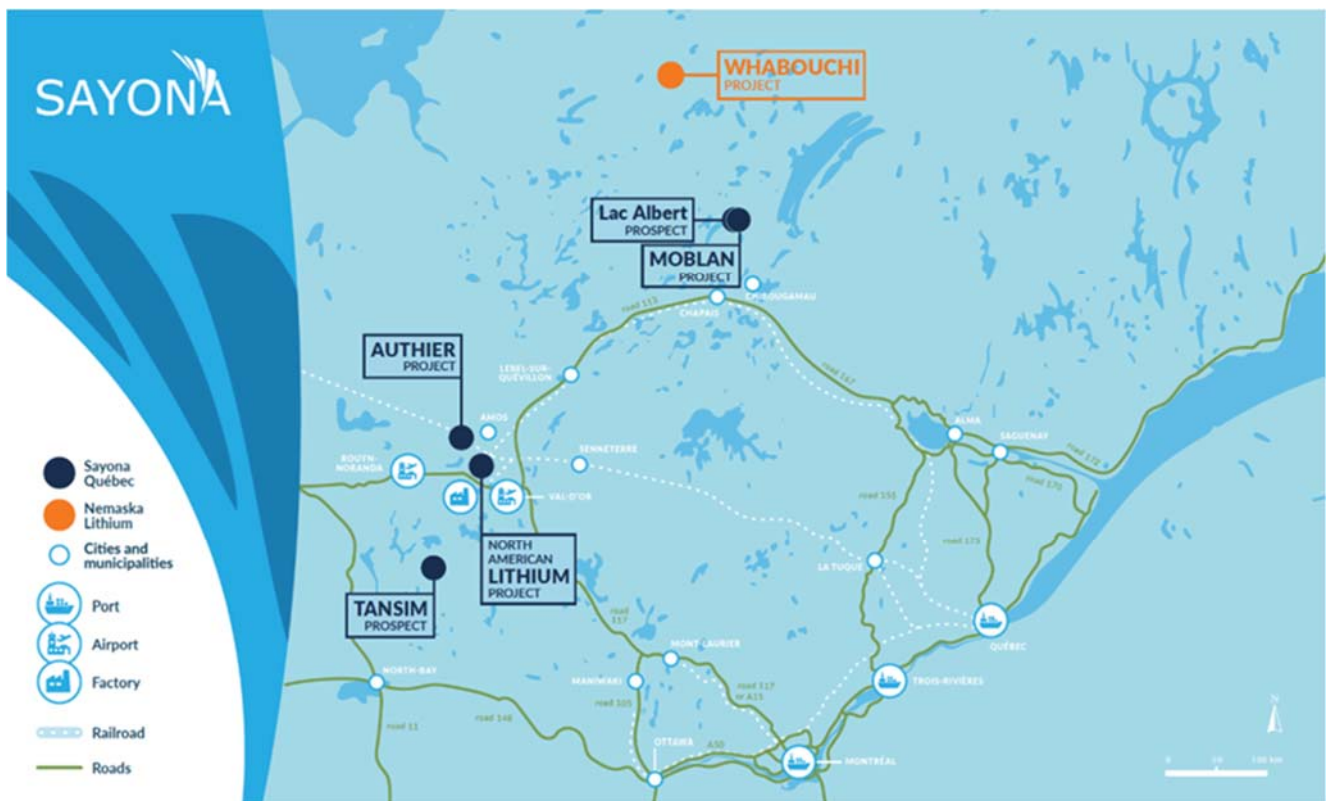 SAYONA
WHABOUCHI
PROJECT
Lac Albert
PROSPECT
MOBLAN
PROJECT
CHIBOUGAMAU
CHAPAIS
road 113
AUTHIER
PROJECT
LEBEL-SUR-
QUÉVILLON
road 167
AMOS
ALMA
SAGUENAY
ROUYN-
NORANDA
SENNETERRE
road 172
road 170
VAL-D'OR
road 155
NORTH
AMERICAN
LITHIUM
PROJECT
LA TUQUE
TANSIM
PROSPECT
road
117
MONT-LAURIER
QUÉBEC
NORTH-BAY
MANIWAKI
road 117
or A15
TROIS-RIVIÈRES
road 105
road 148
road 11
OTTAWA
A50
MONTRÉAL
Sayona
Québec
Nemaska
Lithium
Cities and
municipalities
Port
Airport
Factory
Railroad
Roads
N
0
100 km